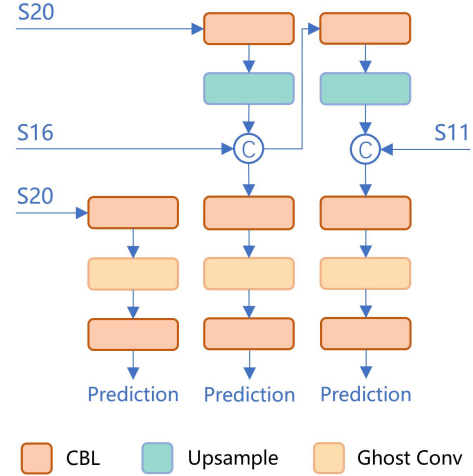 S20
S16
S11
C
C
S20
Prediction
Prediction
Prediction
CBL
Upsample
Ghost Conv